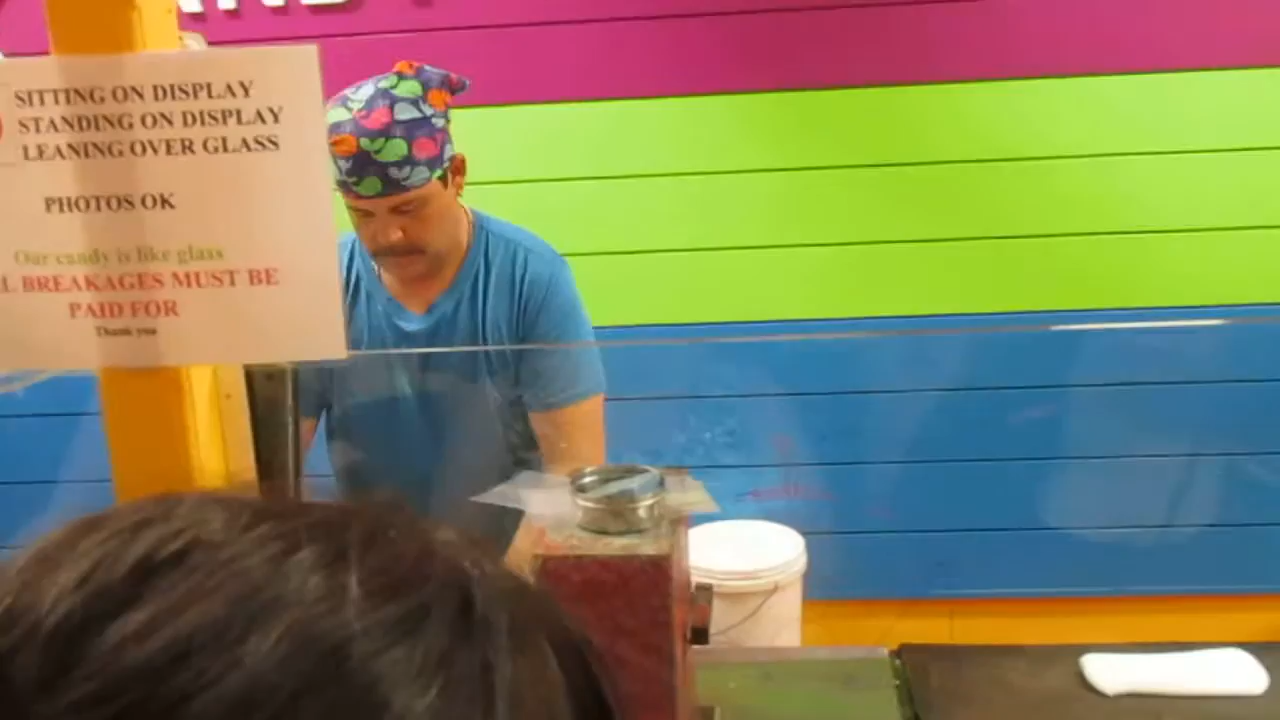 SITTING ON DISPLAY
STANDING ON DISPLAY
LEANING OVER GLASS
PHOTOS OK
Our candy is like glass
BREAKAGES MUST BE
PAID FOR
Thank you